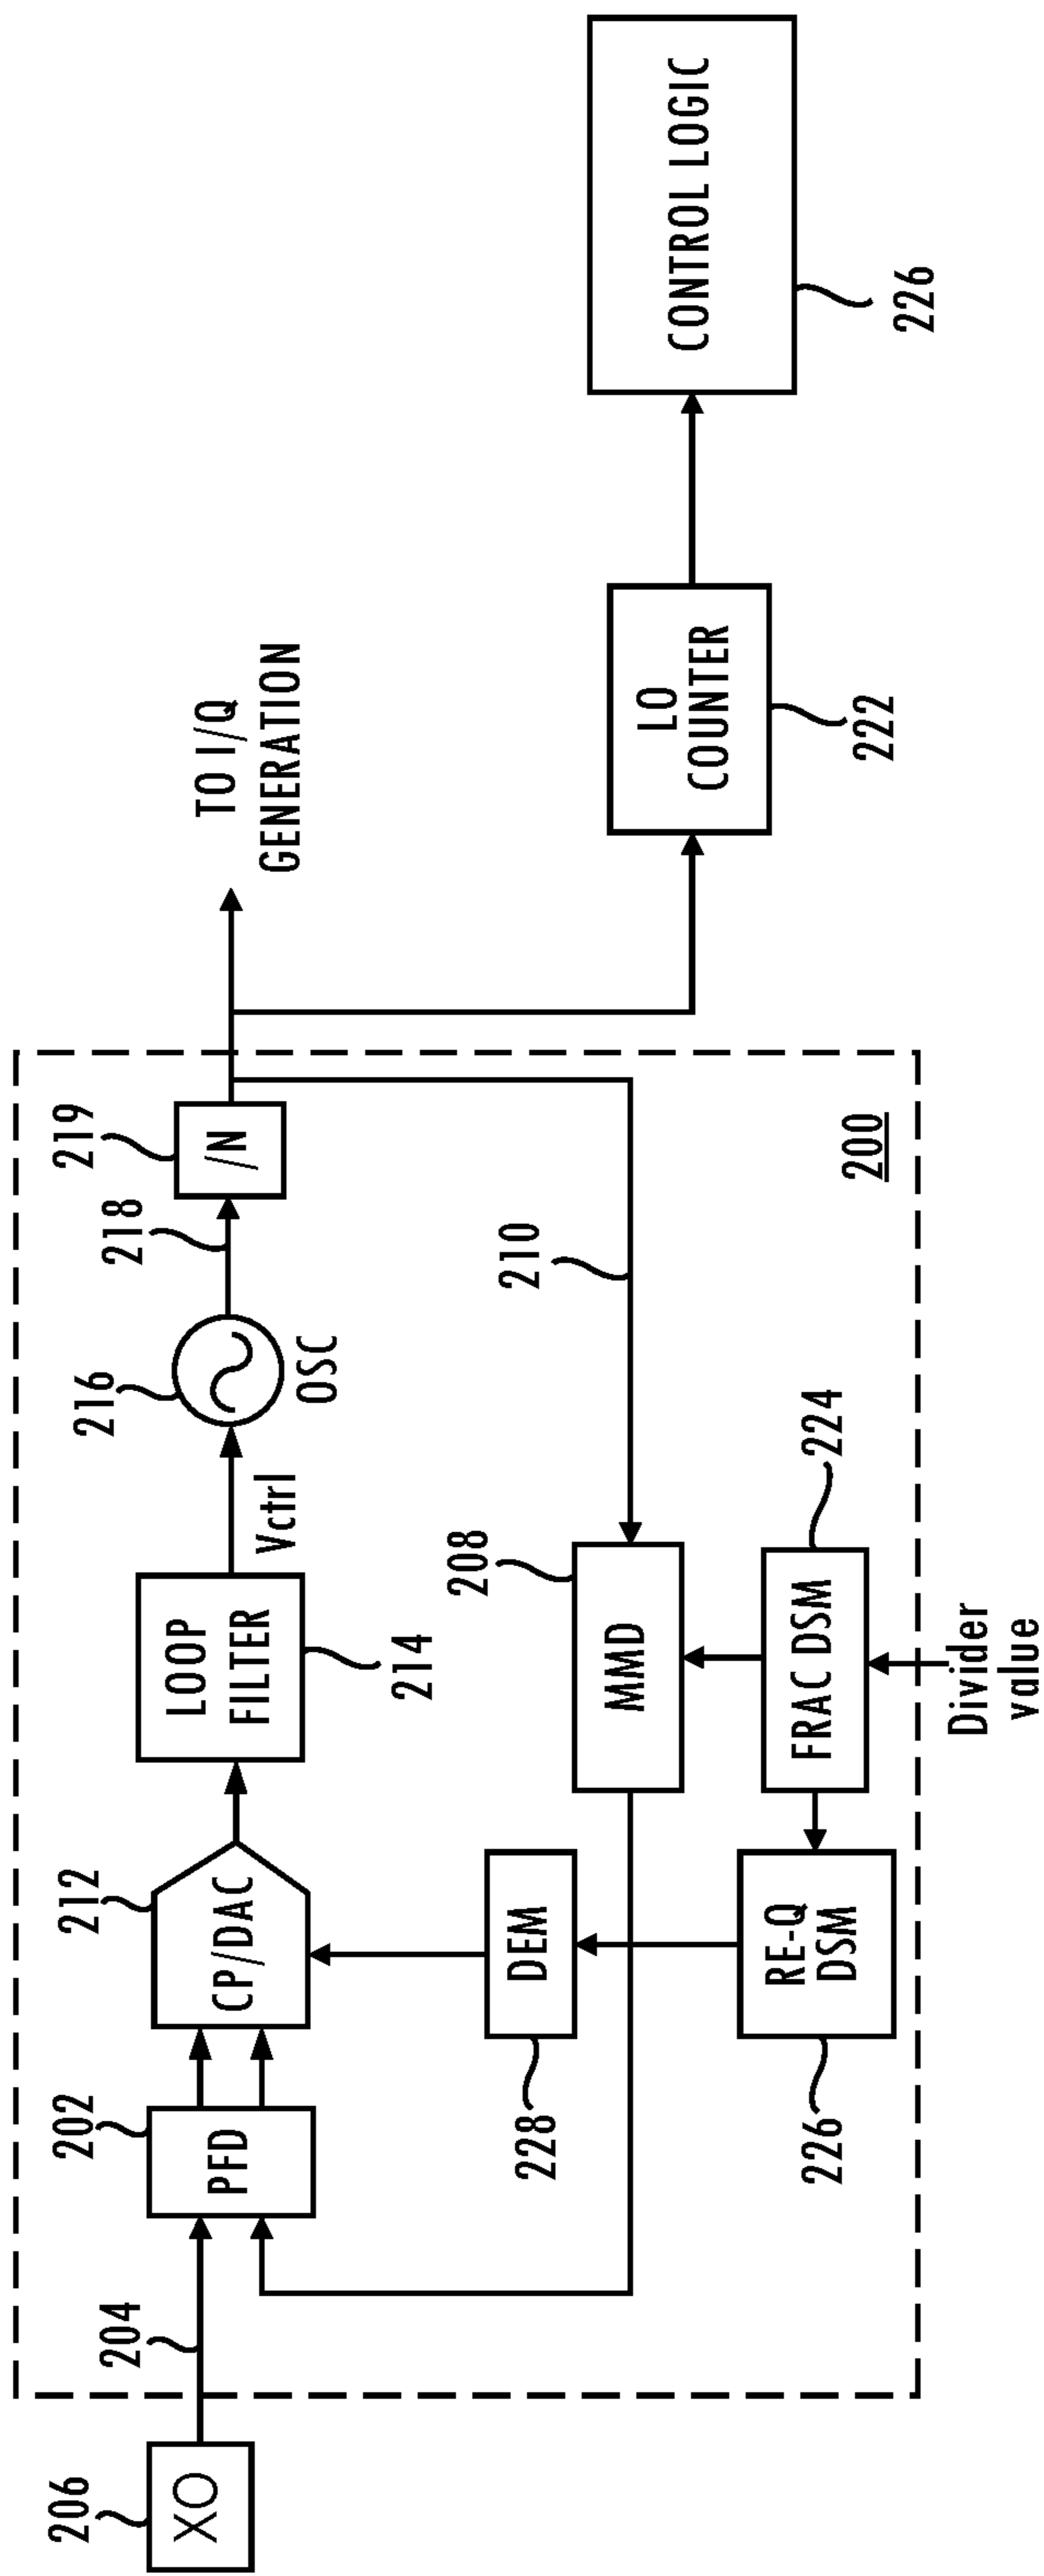 206
XO
204
202
PFD
212
CP/DAC
LOOP
FILTER
214
Vctrl
216
OSC
218
219
/N
TO I/Q
GENERATION
228
DEM
208
MMD
210
226
RE-Q
DSM
224
FRAC DSM
Divider
value
200
LO
COUNTER
222
CONTROL LOGIC
226